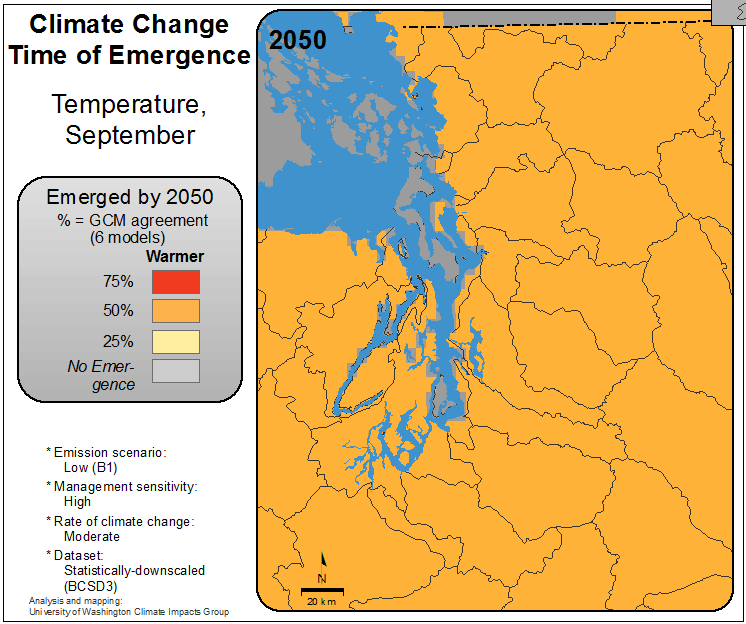 Climate Change
Time of Emergence
Temperature,
September
Emerged by 2050
% = GCM agreement
(6 models)
Warmer
75%
50%
25%
No Emer-
gence
* Emission scenario:
Low (B1)
* Management sensitivity:
High
* Rate of climate change:
Moderate
* Dataset:
Statistically-downscaled
(BCSD3)
Analysis and mapping:
University of Washington Climate Impacts Group
2050
N
20 km